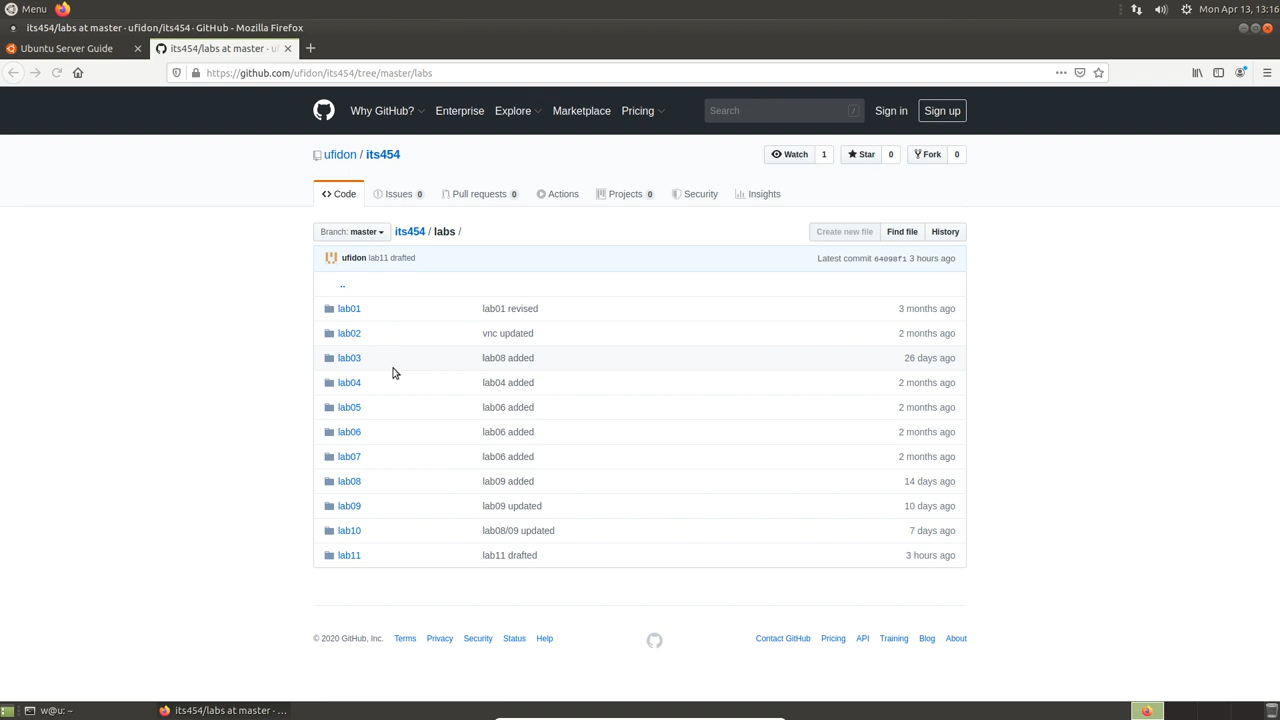 Menu
Mon Apr 13, 13:16
its454/labs at master · ufidon/its454 · GitHub - Mozilla Firefox
Ubuntu Server Guide
its454/labs at master · uf
https://github.com/ufidon/its454/tree/master/labs
Why GitHub? Enterprise Explore Marketplace Pricing Search / Sign in Sign up
ufidon / its454 Watch 1 Star 0 Fork 0
Code Issues 0 Pull requests 0 Actions Projects 0 Security Insights
Branch: master its454 / labs / Create new file Find file History
ufidon lab11 drafted Latest commit 64098f1 3 hours ago
..
lab01 lab01 revised 3 months ago
lab02 vnc updated 2 months ago
lab03 lab08 added 26 days ago
lab04 lab04 added 2 months ago
lab05 lab06 added 2 months ago
lab06 lab06 added 2 months ago
lab07 lab06 added 2 months ago
lab08 lab09 added 14 days ago
lab09 lab09 updated 10 days ago
lab10 lab08/09 updated 7 days ago
lab11 lab11 drafted 3 hours ago
© 2020 GitHub, Inc. Terms Privacy Security Status Help Contact GitHub Pricing API Training Blog About
w@u: ~ its454/labs at master · ...